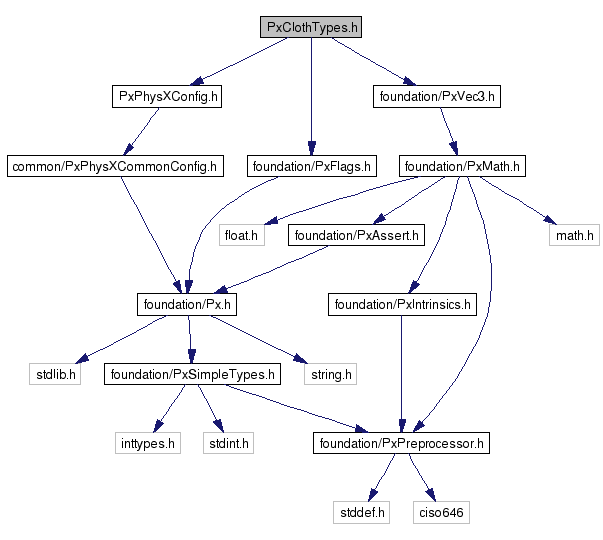 PxClothTypes.h
PxPhysXConfig.h
foundation/PxVec3.h
common/PxPhysXCommonConfig.h
foundation/PxFlags.h
foundation/PxMath.h
float.h
foundation/PxAssert.h
math.h
foundation/Px.h
foundation/PxIntrinsics.h
stdlib.h
foundation/PxSimpleTypes.h
string.h
inttypes.h
stdint.h
foundation/PxPreprocessor.h
stddef.h
ciso646